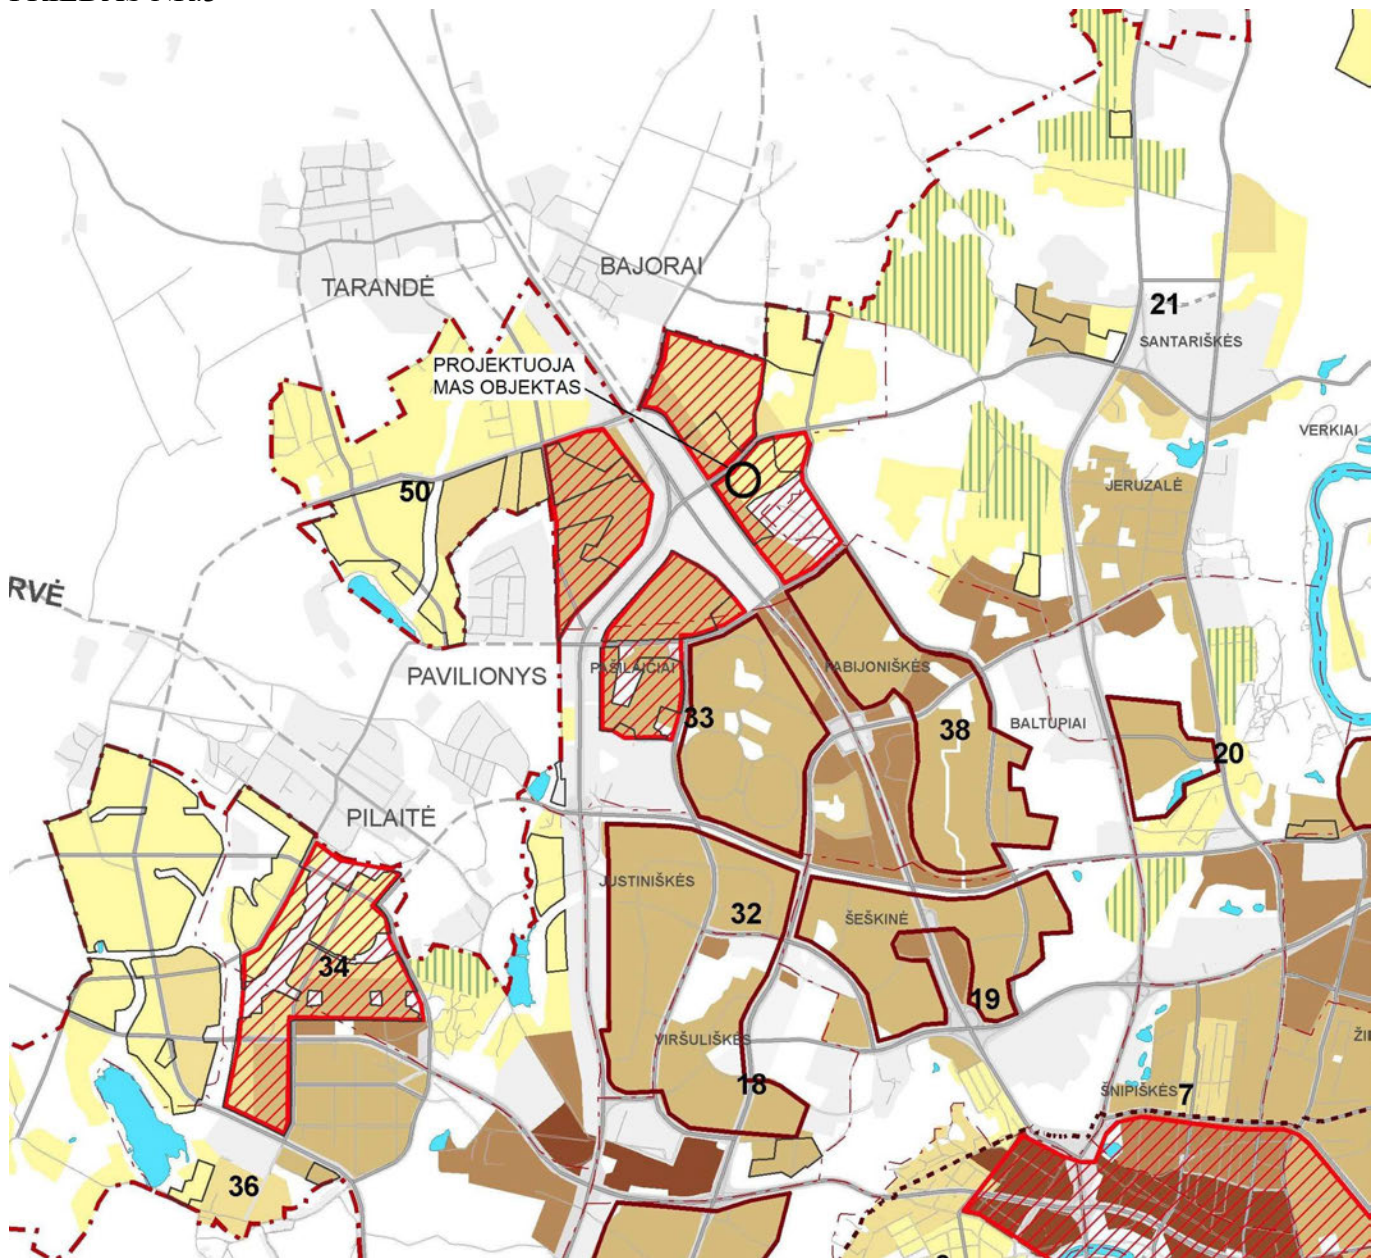 BAJORAI
TARANDĖ
21
SANTARIŠKĖS
PROJEKTUOJA
MAS OBJEKTAS
VERKIAI
50
JERUZALĖ
RVĖ
PAŠILAIČIAI
FABIJONIŠKĖS
PAVILIONYS
33
38
BALTUPIAI
20
PILAITĖ
JUSTINIŠKĖS
32
ŠEŠKINĖ
34
19
VIRŠULIŠKĖS
18
ŠNIPIŠKĖS
7
36